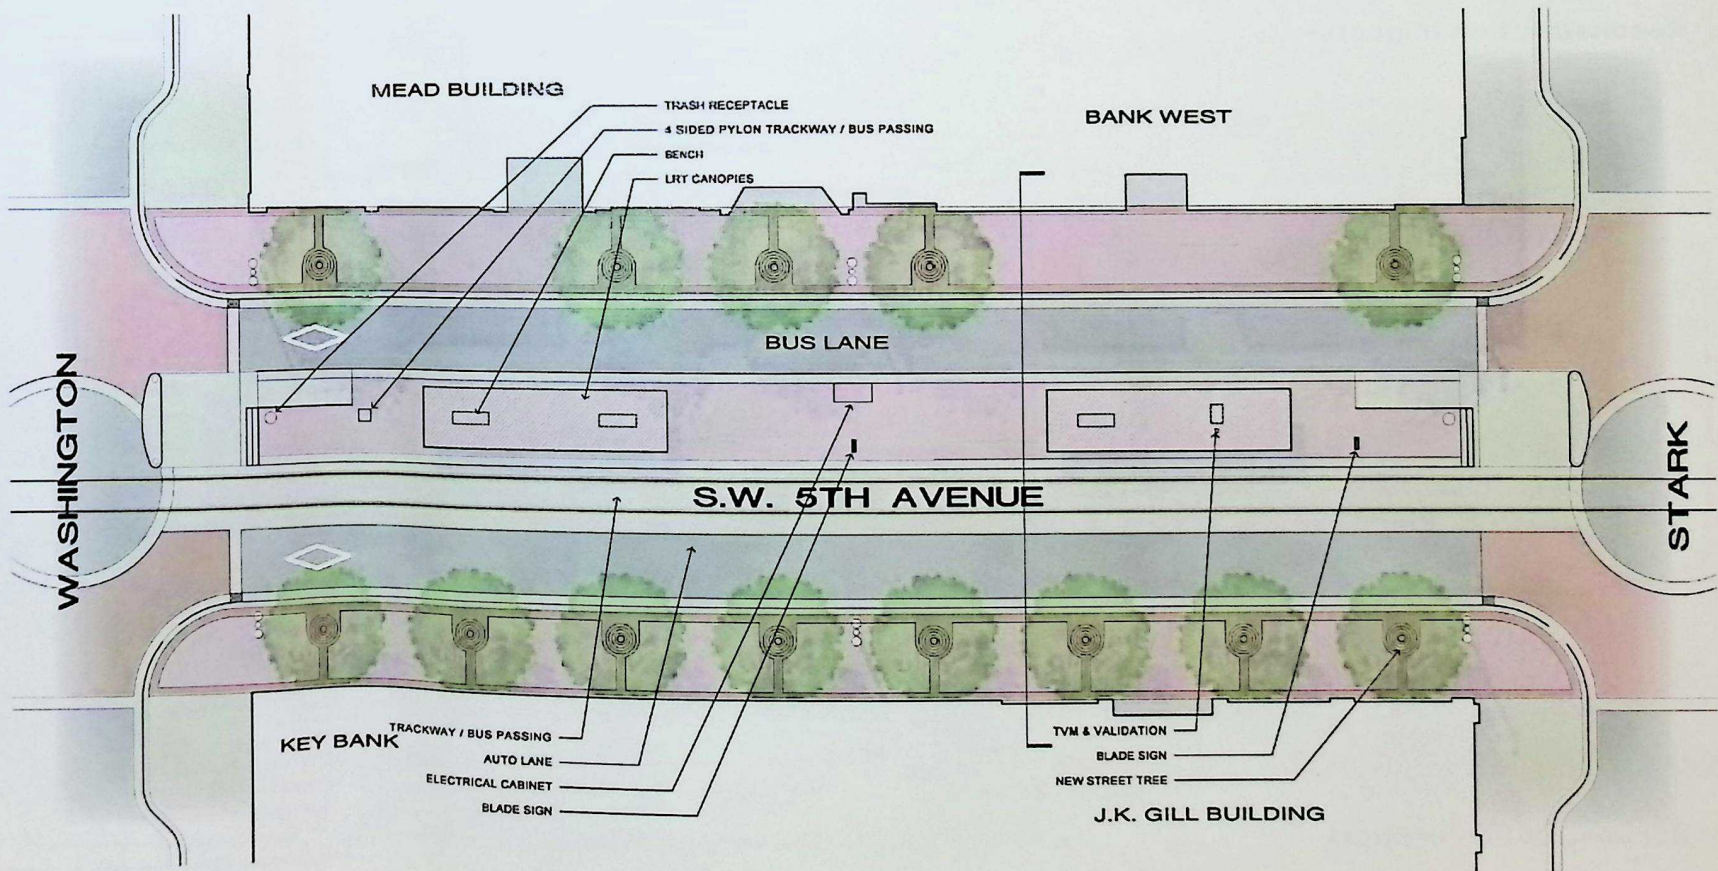 MEAD BUILDING
TRASH RECEPTACLE
4 SIDED PYLON TRACKWAY / BUS PASSING
BENCH
LRT CANOPIES
BANK WEST
BUS LANE
WASHINGTON
S.W. 5TH AVENUE
STARK
KEY BANK
TRACKWAY / BUS PASSING
AUTO LANE
ELECTRICAL CABINET
BLADE SIGN
TVM & VALIDATION
BLADE SIGN
NEW STREET TREE
J.K. GILL BUILDING